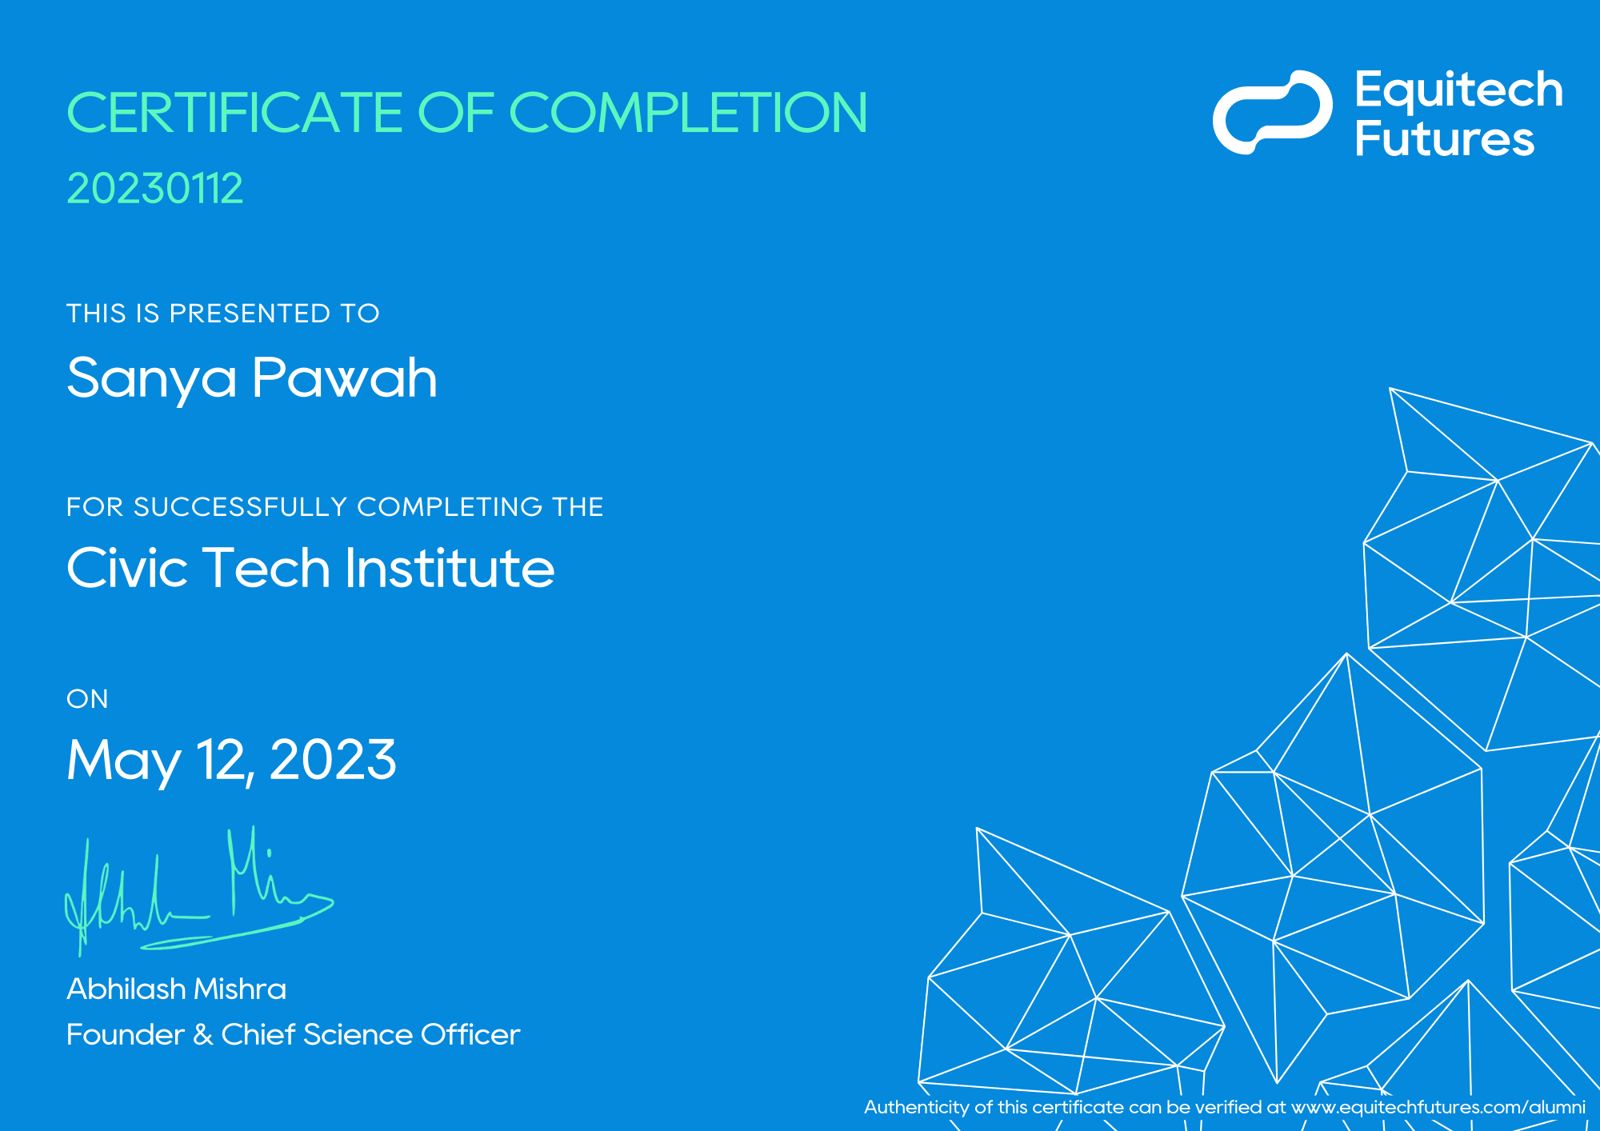 CERTIFICATE OF COMPLETION
20230112
Equitech
Futures
THIS IS PRESENTED TO
Sanya Pawah
FOR SUCCESSFULLY COMPLETING THE
Civic Tech Institute
ON
May 12, 2023
Abhilash Mishra
Founder & Chief Science Officer
Authenticity of this certificate can be verified at www.equitechfutures.com/alumni